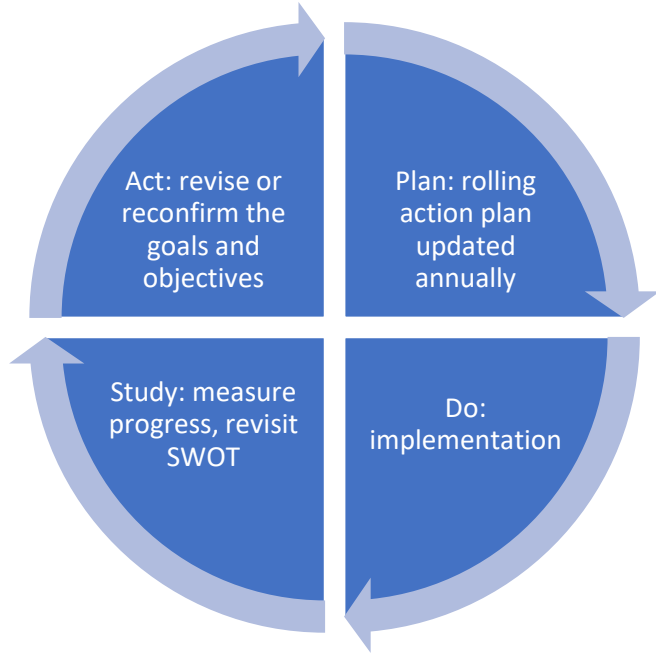 Act: revise or
reconfirm the
goals and
objectives
Plan: rolling
action plan
updated
annually
Study: measure
progress, revisit
SWOT
Do:
implementation